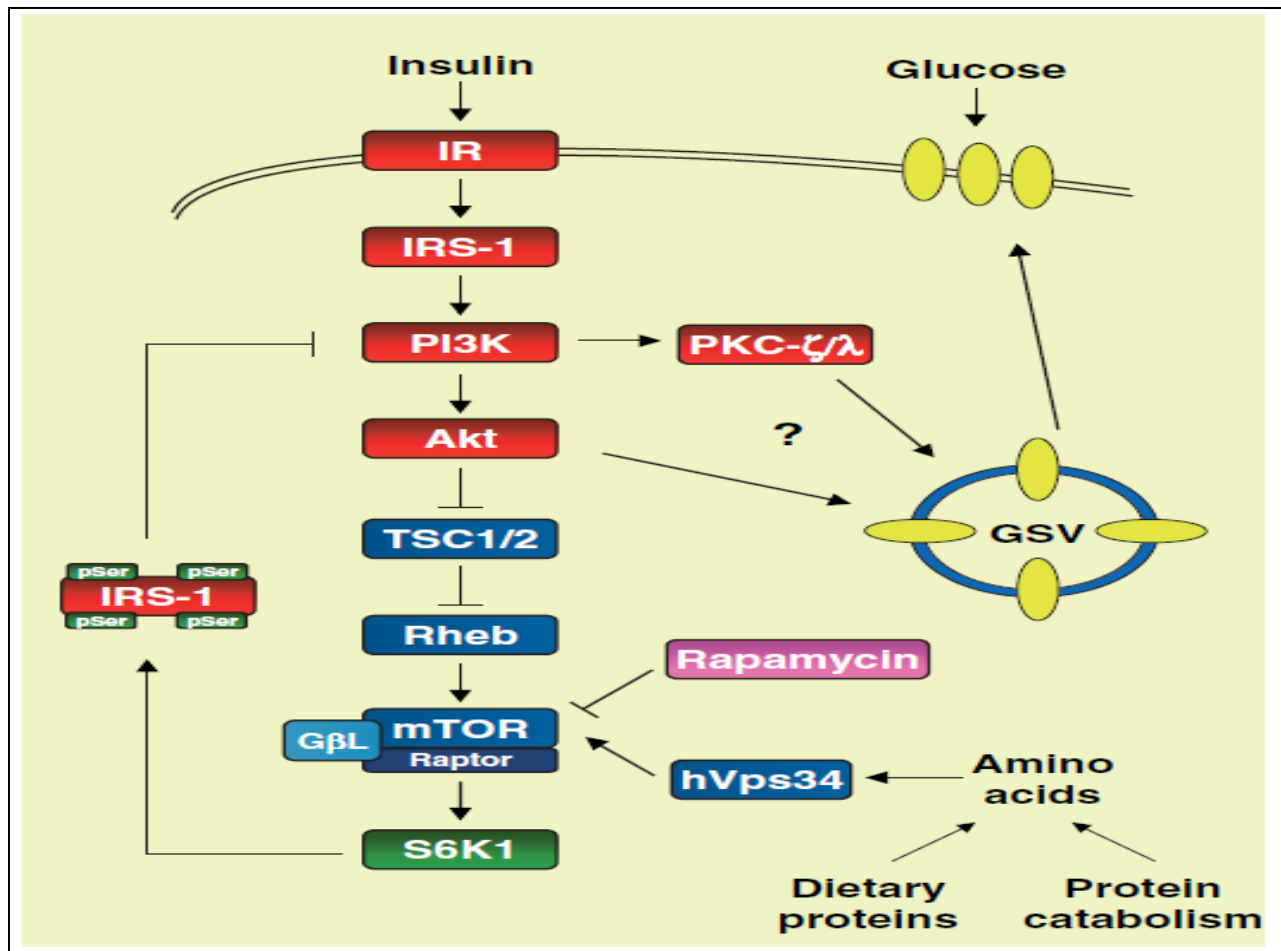 Insulin
Glucose
IR
IRS-1
PI3K
PKC-ζ/λ
Akt
?
TSC1/2
GSV
pSer pSer
IRS-1
pSer pSer
Rheb
Rapamycin
GβL
mTOR
Raptor
hVps34
Amino
acids
S6K1
Dietary
proteins
Protein
catabolism